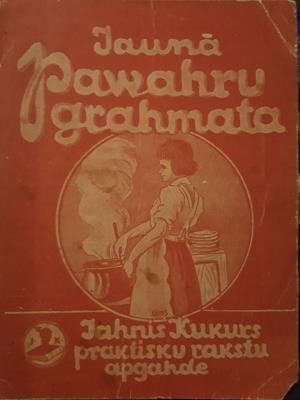 Jaunā
Pawahru
grahmata
Jahnis Kukurs
praktisku rakstu
apgahde